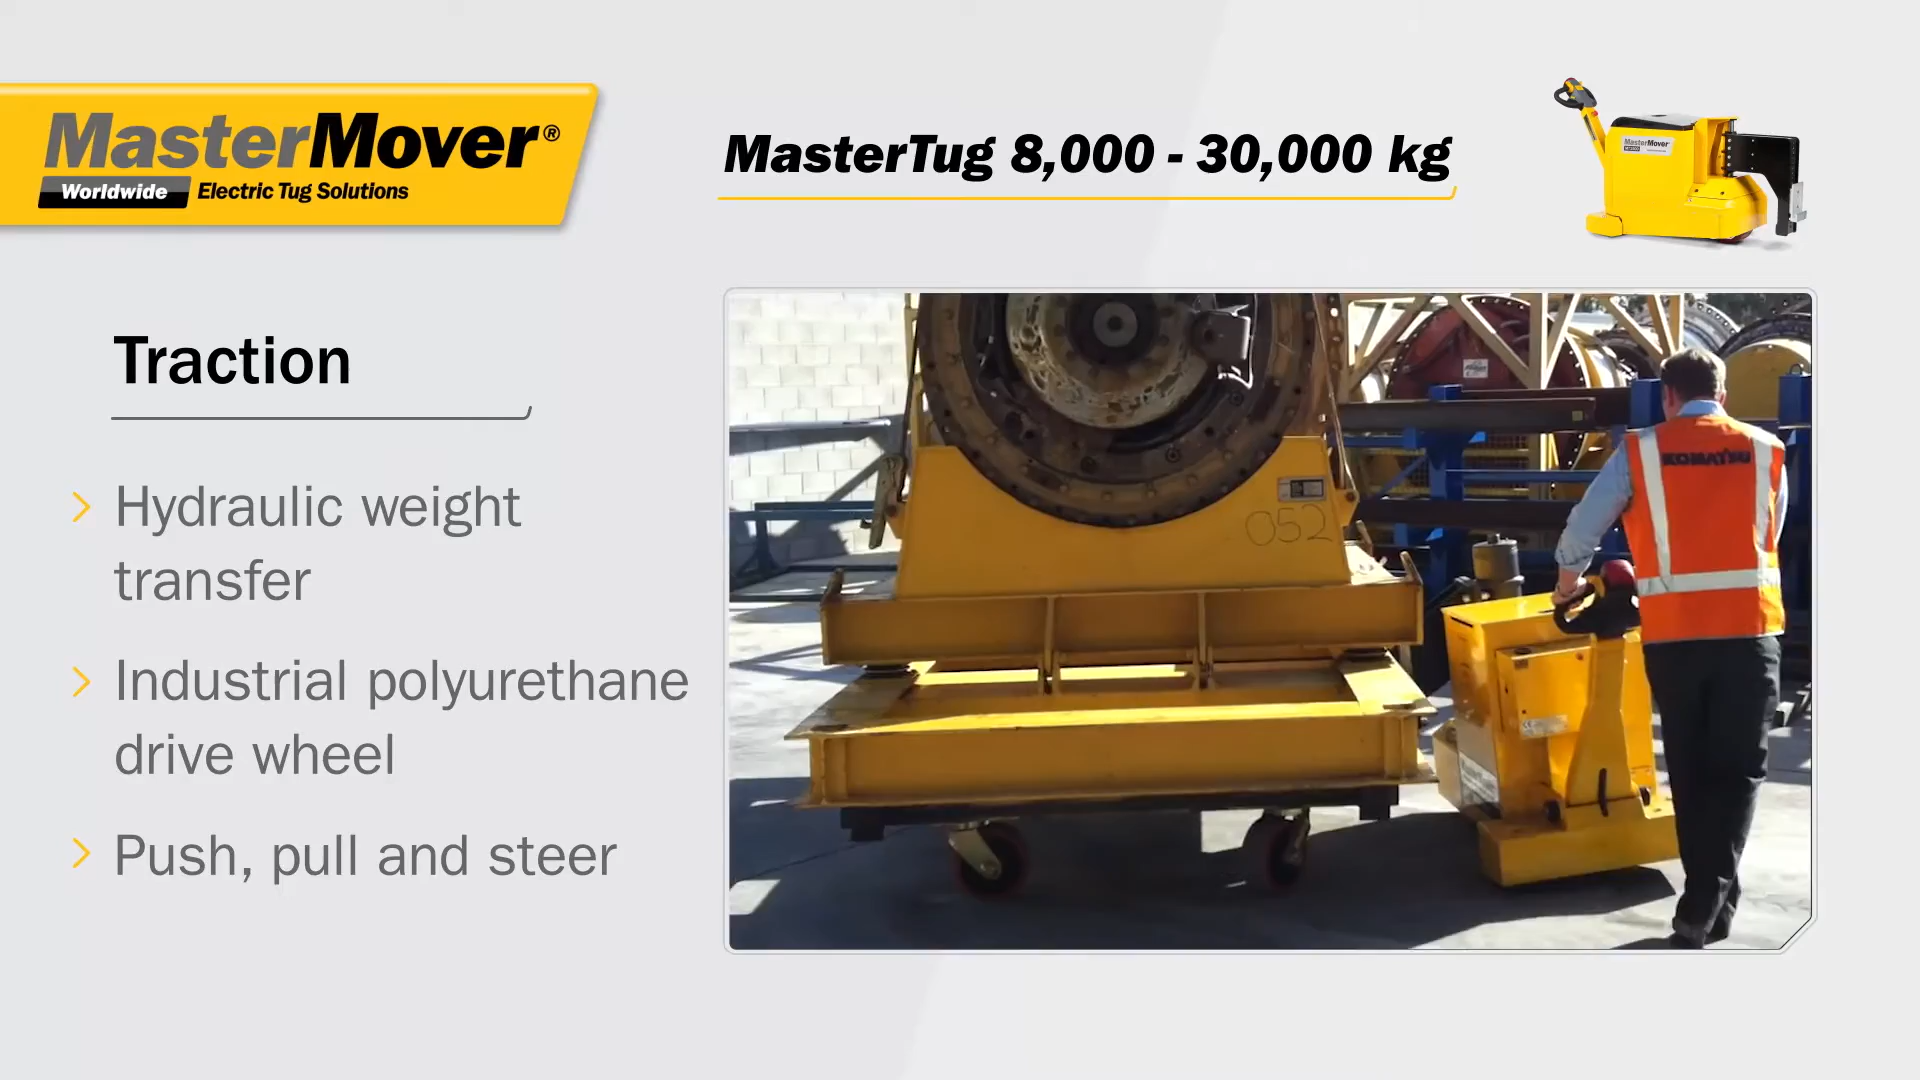 MasterMover®
Worldwide Electric Tug Solutions
MasterTug 8,000 - 30,000 kg
MasterMover
Traction
Hydraulic weight
transfer
Industrial polyurethane
drive wheel
Push, pull and steer
KOMATSU
052